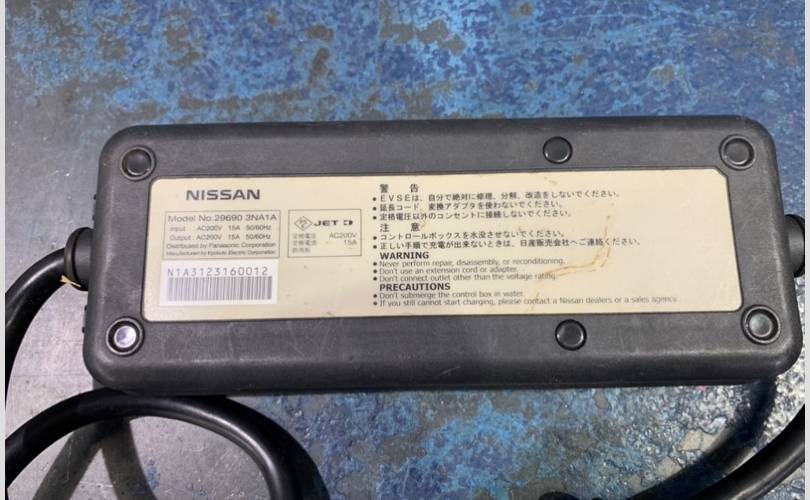 NISSAN
Model No.29690 3NA1A
Input : AC200V 15A 50/60Hz
Output : AC200V 15A 50/60Hz
Distributed by Panasonic Corporation
Manufactured by Kyokuto Electric Corporation
N1A3123160012
JET
定格電圧 AC200V
定格電流 15A
警 告
● EVSEは、自分で絶対に修理、分解、改造をしないでください。
● 延長コード、変換アダプタを使わないでください。
● 定格電圧以外のコンセントに接続しないでください。
注 意
● コントロールボックスを水没させないでください。
● 正しい手順で充電が出来ないときは、日産販売会社へご連絡ください。
WARNING
● Never perform repair, disassembly, or reconditioning.
● Don't use an extension cord or adapter.
● Don't connect outlet other than the voltage rating.
PRECAUTIONS
● Don't submerge the control box in water.
● If you still cannot start charging, please contact a Nissan dealers or a sales agency.